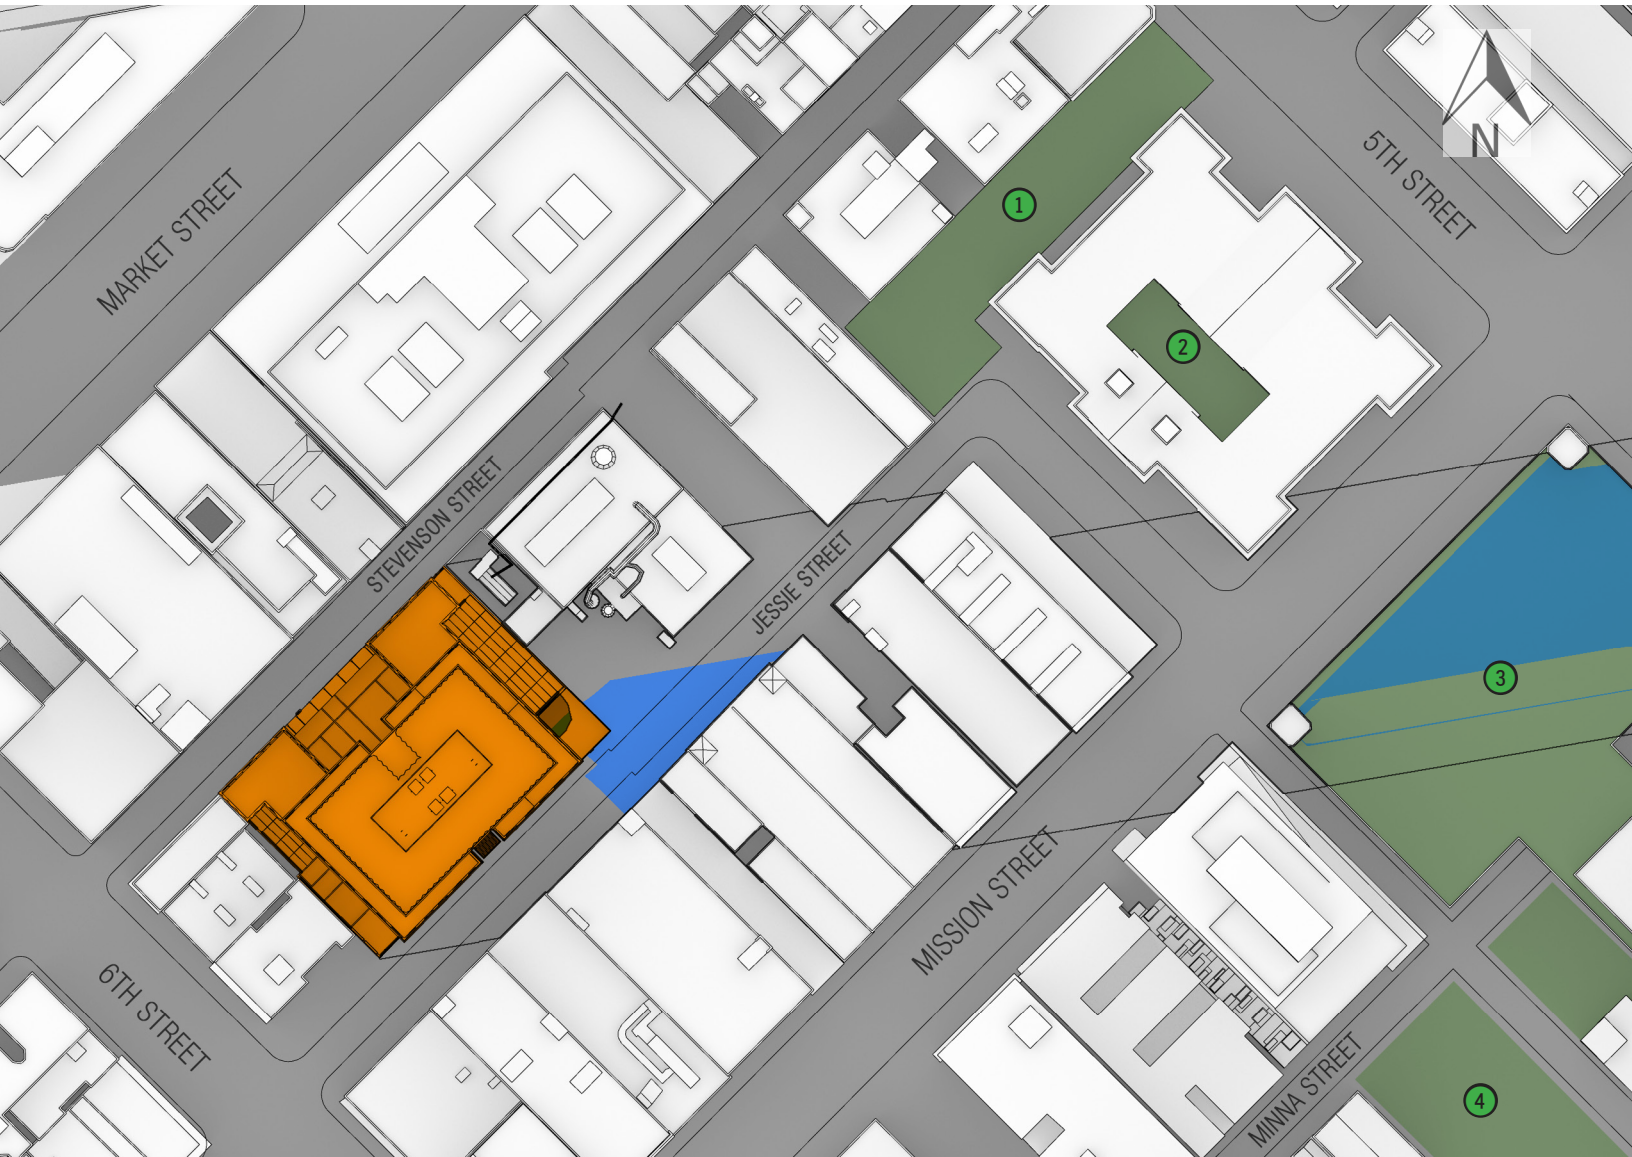 1
5TH STREET
N
MARKET STREET
2
STEVENSON STREET
JESSIE STREET
3
MISSION STREET
6TH STREET
MINNA STREET
4